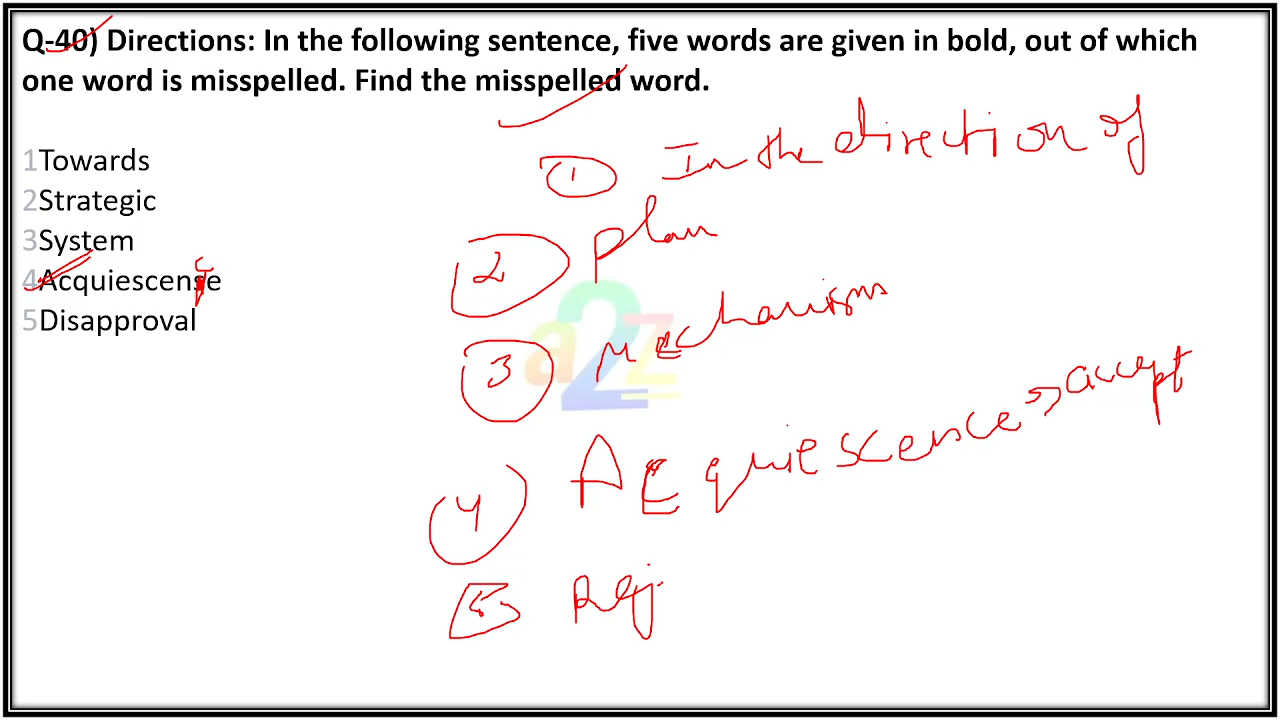 Q-40) Directions: In the following sentence, five words are given in bold, out of which
one word is misspelled. Find the misspelled word.
1Towards
2Strategic
3System
4Acquiescense
c
5Disapproval
1 In the direction of
2 plan
3 Mechanism
4 Acquiescence → accept
5 Rej
a2z